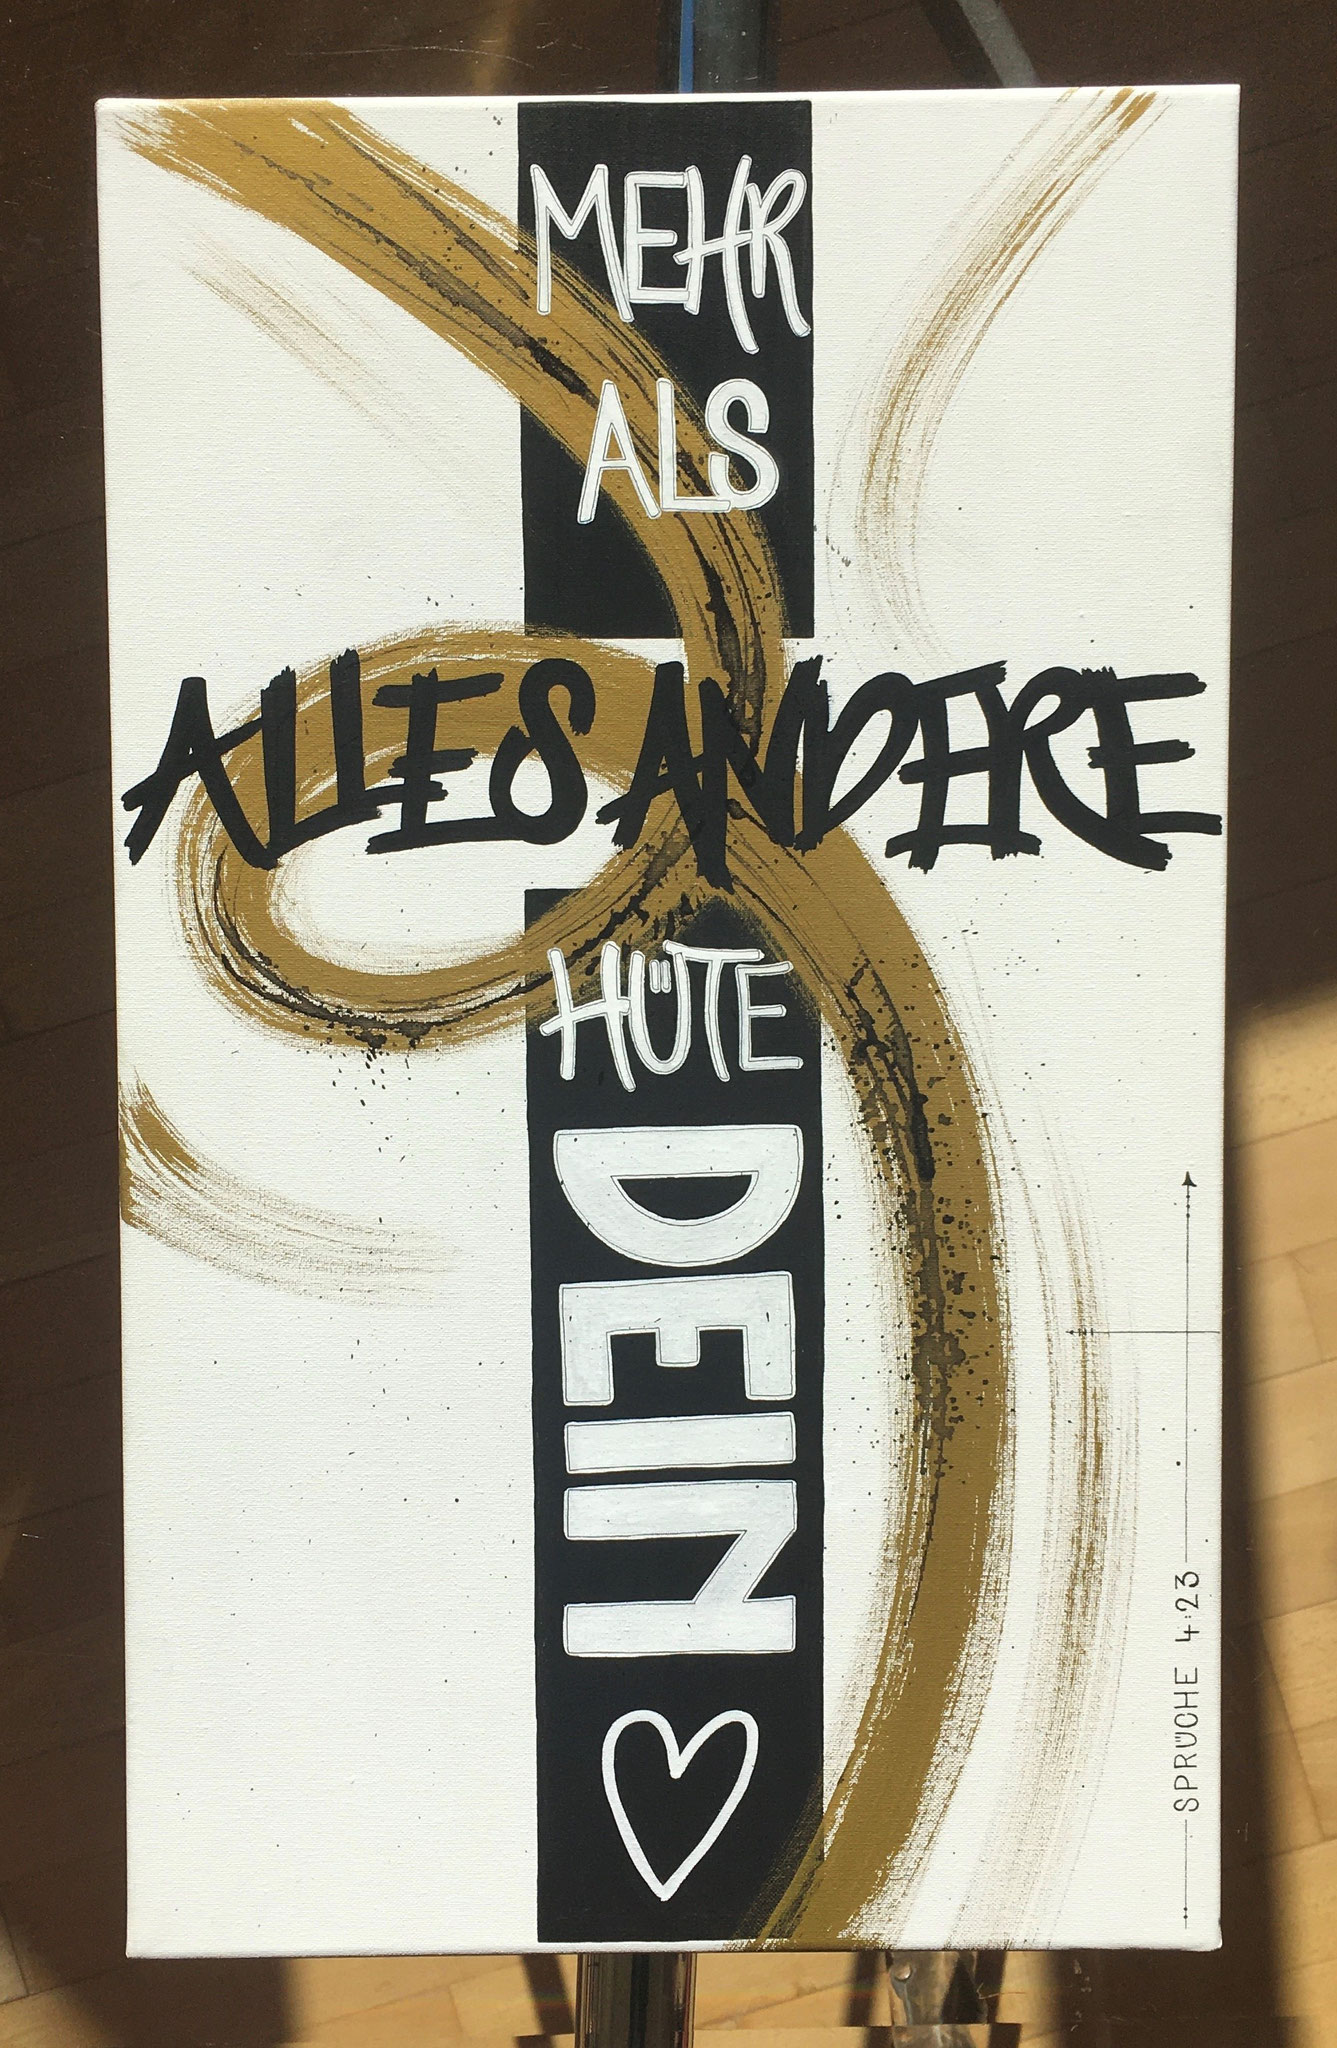 MEHR
ALS
ALLES ANDERE
HÜTE
DEIN
SPRÜCHE 4:23